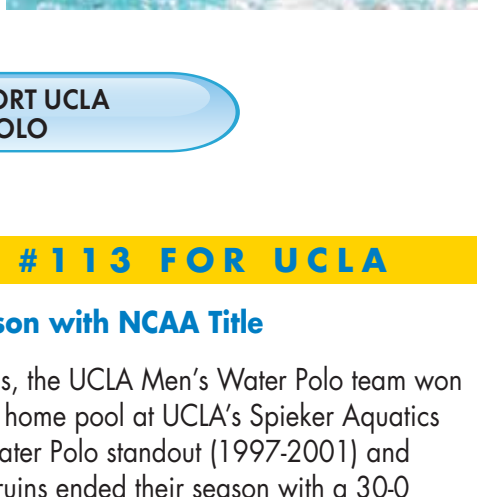 ORT UCLA
OLO
#113 FOR UCLA
son with NCAA Title
s, the UCLA Men's Water Polo team won
home pool at UCLA's Spieker Aquatics
ater Polo standout (1997-2001) and
ruins ended their season with a 30-0